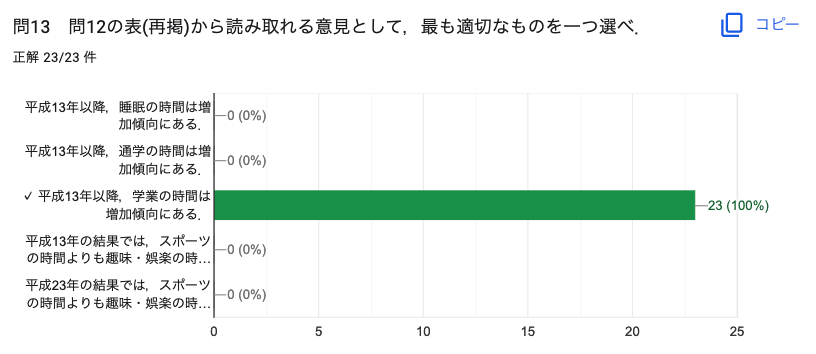 問13　問12の表(再掲)から読み取れる意見として，最も適切なものを一つ選べ．
コピー
正解 23/23 件
平成13年以降，睡眠の時間は増
加傾向にある．
0 (0%)
平成13年以降，通学の時間は増
加傾向にある．
0 (0%)
✓ 平成13年以降，学業の時間は
増加傾向にある．
23 (100%)
平成13年の結果では，スポーツ
の時間よりも趣味・娯楽の時…
0 (0%)
平成23年の結果では，スポーツ
の時間よりも趣味・娯楽の時…
0 (0%)
0 5 10 15 20 25